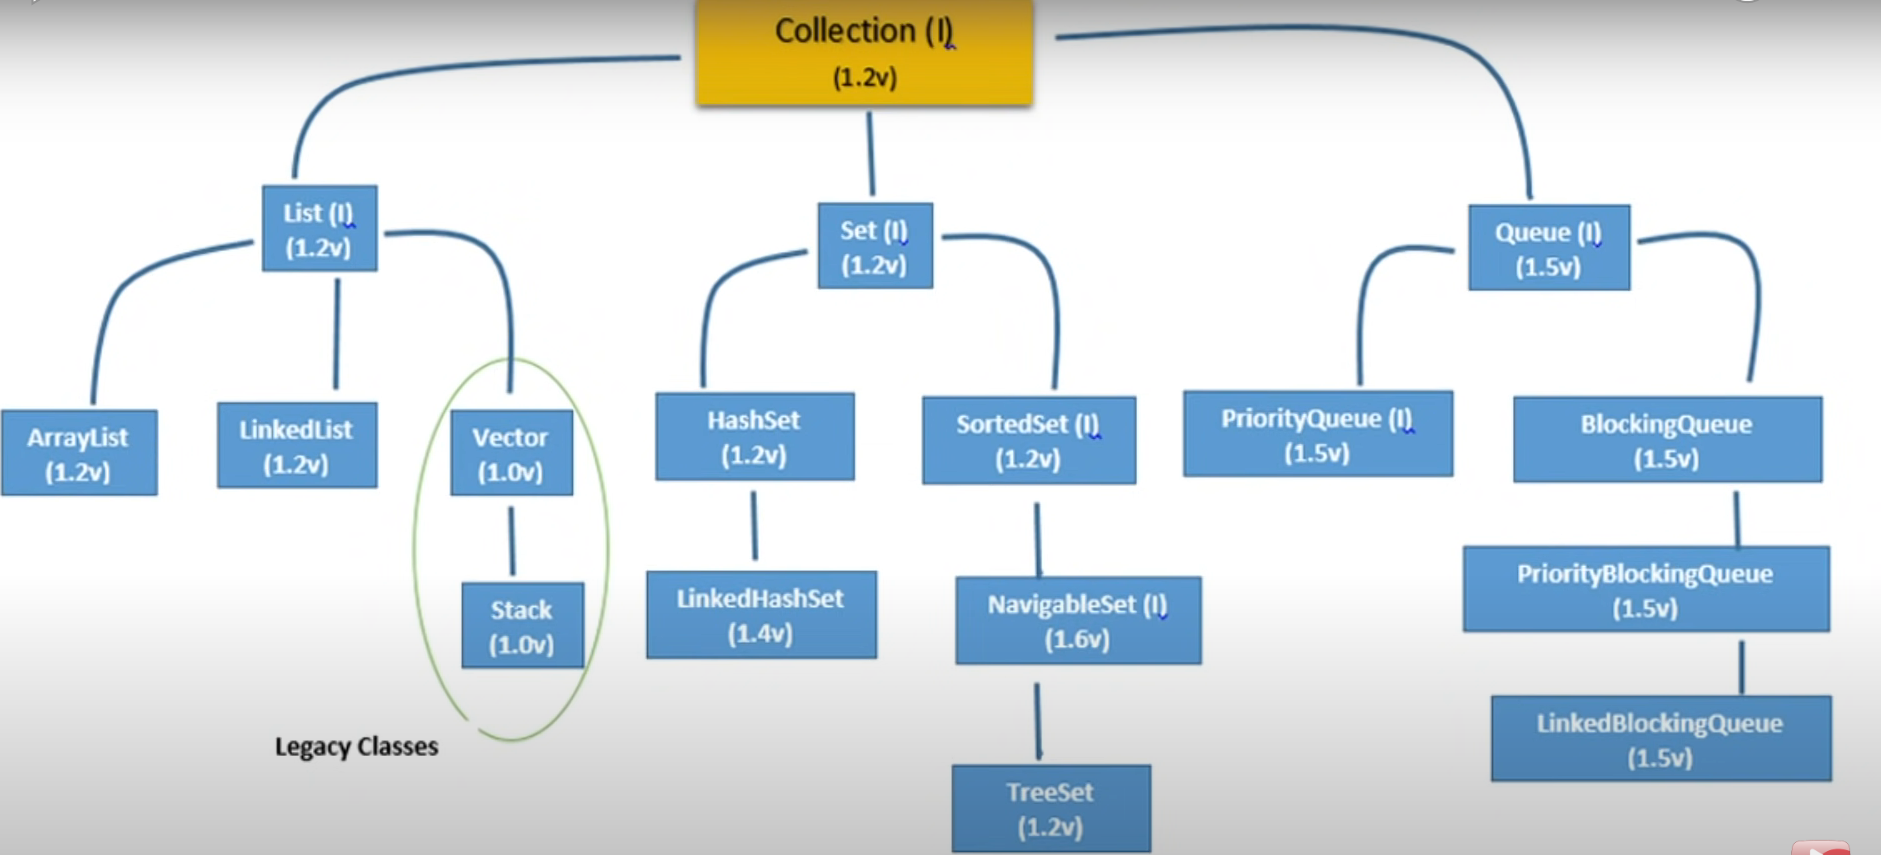 Collection (I)
(1.2v)
List (I)
(1.2v)
Set (I)
(1.2v)
Queue (I)
(1.5v)
ArrayList
(1.2v)
LinkedList
(1.2v)
Vector
(1.0v)
HashSet
(1.2v)
SortedSet (I)
(1.2v)
PriorityQueue (I)
(1.5v)
BlockingQueue
(1.5v)
Stack
(1.0v)
LinkedHashSet
(1.4v)
NavigableSet (I)
(1.6v)
PriorityBlockingQueue
(1.5v)
Legacy Classes
LinkedBlockingQueue
(1.5v)
TreeSet
(1.2v)